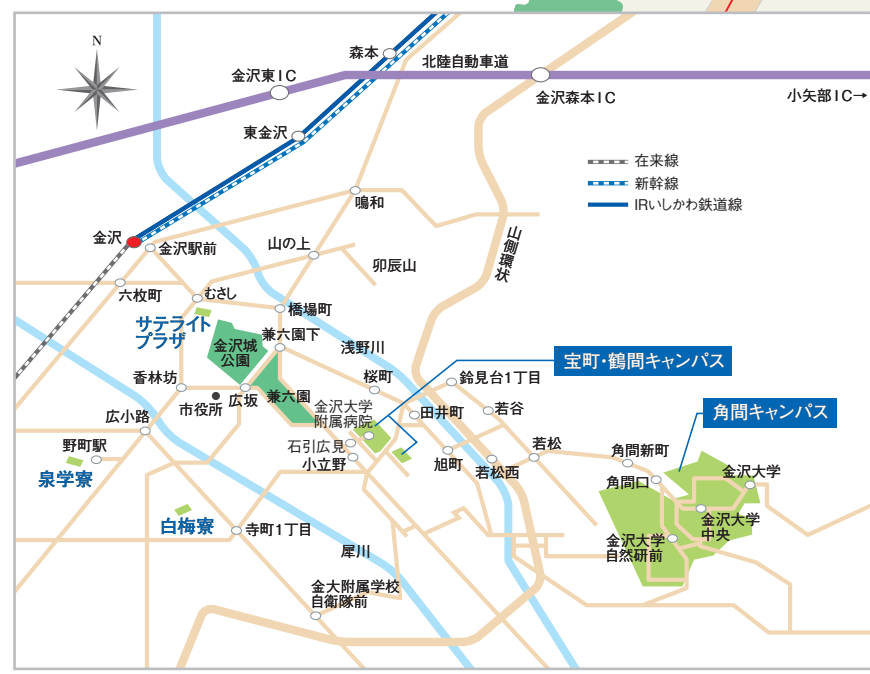 N
森本
北陸自動車道
金沢東IC
金沢森本IC
小矢部IC→
東金沢
在来線
新幹線
IRいしかわ鉄道線
鳴和
金沢
金沢駅前
山の上
山側環状
卯辰山
六枚町
むさし
橋場町
サテライト
プラザ
金沢城
公園
兼六園下
浅野川
宝町・鶴間キャンパス
香林坊
桜町
鈴見台1丁目
市役所
広坂
兼六園
金沢大学
附属病院
田井町
若谷
角間キャンパス
広小路
野町駅
石引広見
小立野
旭町
若松西
若松
角間新町
角間口
金沢大学
泉学寮
白梅寮
寺町1丁目
犀川
金沢大学
中央
金沢大学
自然研前
金大附属学校
自衛隊前